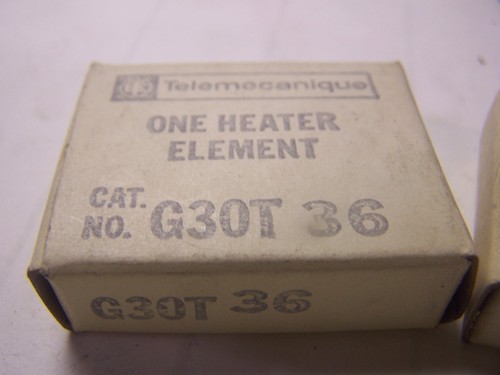 Telemecanique
ONE HEATER
ELEMENT
CAT.
NO. G30T 36
G30T 36